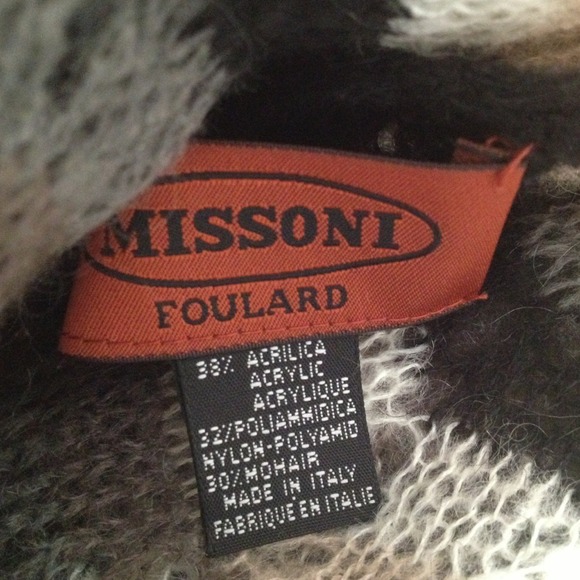 MISSONI
FOULARD
38% ACRILICA
ACRYLIC
ACRYLIQUE
32%POLIAMMIDICA
NYLON-POLYAMID
30%MOHAIR
MADE IN ITALY
FABRIQUE EN ITALIE